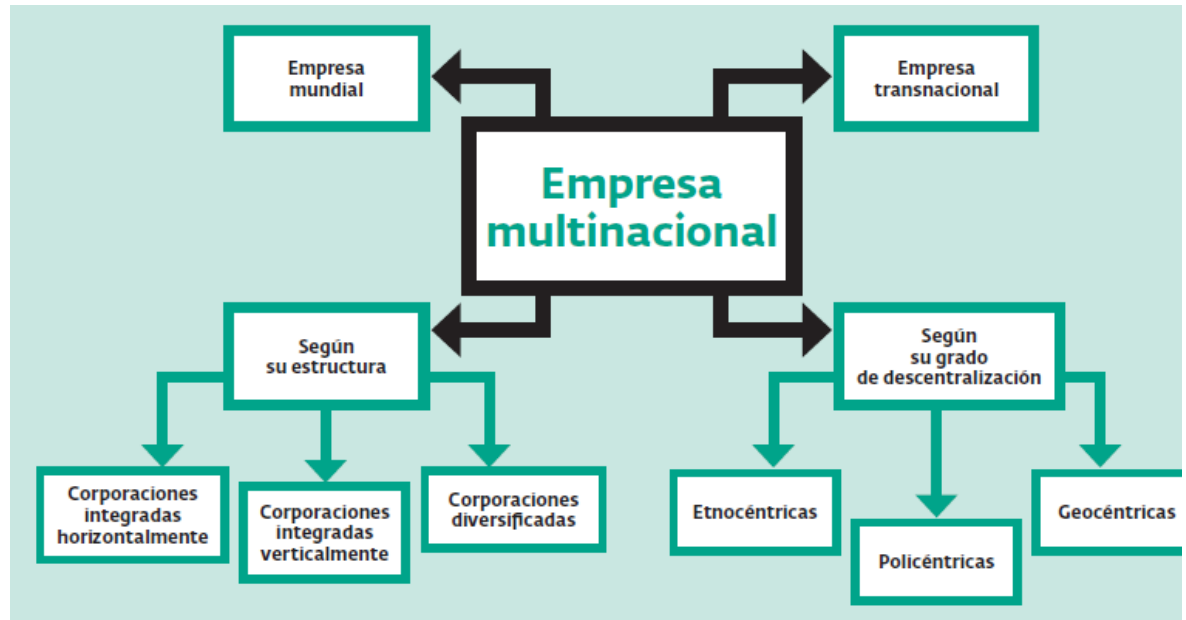 Empresa
mundial
Empresa
transnacional
Empresa
multinacional
Según
su estructura
Según
su grado
de descentralización
Corporaciones
integradas
horizontalmente
Corporaciones
integradas
verticalmente
Corporaciones
diversificadas
Etnocéntricas
Policéntricas
Geocéntricas